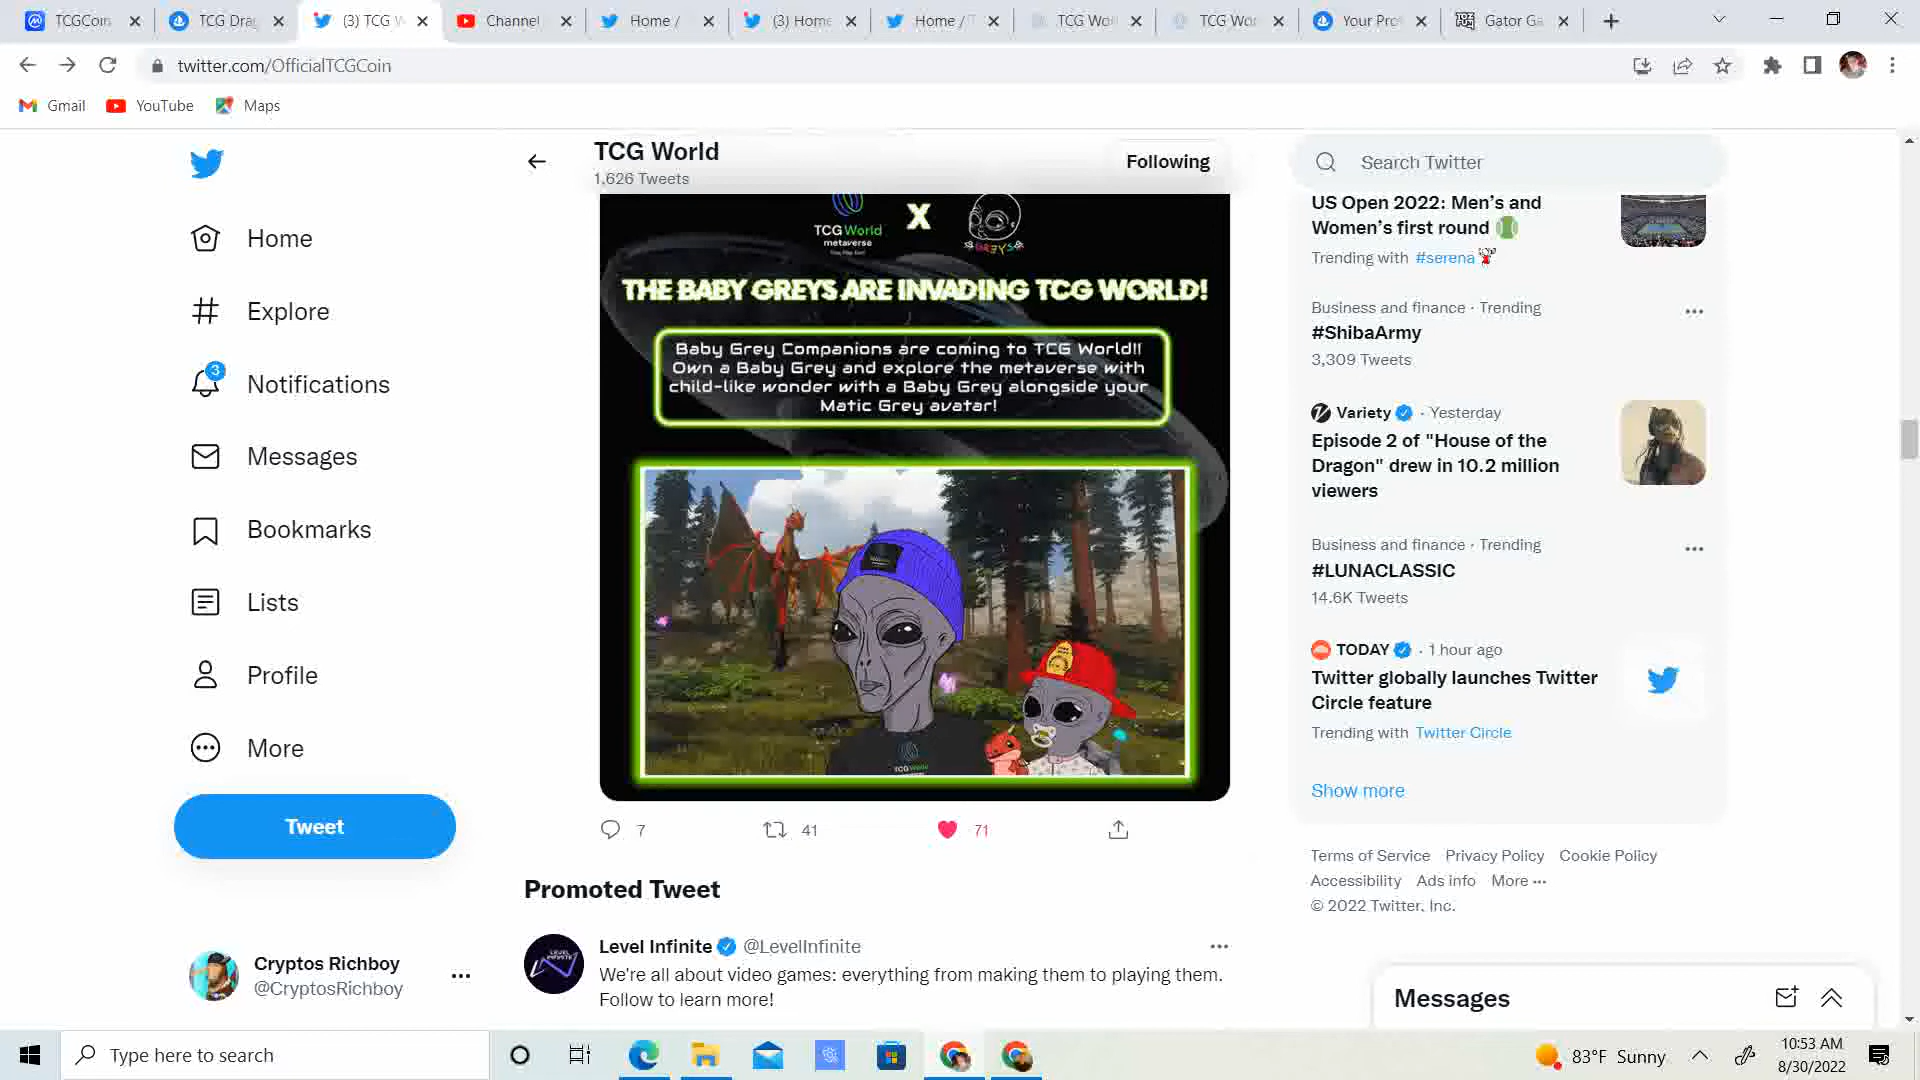 TCGCoin
TCG Drag
(3) TCG W
Channel
Home /
(3) Home
Home / T
TCG Wor
TCG Wor
Your Pro
Gator Ga
twitter.com/OfficialTCGCoin
Gmail
YouTube
Maps
TCG World
1,626 Tweets
Following
Home
Explore
3
Notifications
Messages
Bookmarks
Lists
Profile
More
Tweet
Cryptos Richboy
@CryptosRichboy
TCG World
metaverse
X
GREYS
THE BABY GREYS ARE INVADING TCG WORLD!
Baby Grey Companions are coming to TCG World!!
Own a Baby Grey and explore the metaverse with
child-like wonder with a Baby Grey alongside your
Matic Grey avatar!
TCG World
7
41
71
Promoted Tweet
Level Infinite @LevelInfinite
We're all about video games: everything from making them to playing them.
Follow to learn more!
LEVEL
INFINITE
Search Twitter
US Open 2022: Men’s and
Women’s first round
Trending with #serena
Business and finance · Trending
#ShibaArmy
3,309 Tweets
Variety · Yesterday
Episode 2 of "House of the
Dragon" drew in 10.2 million
viewers
Business and finance · Trending
#LUNACLASSIC
14.6K Tweets
TODAY · 1 hour ago
Twitter globally launches Twitter
Circle feature
Trending with Twitter Circle
Show more
Terms of Service Privacy Policy Cookie Policy
Accessibility Ads info More ···
© 2022 Twitter, Inc.
Messages
Type here to search
83°F Sunny
10:53 AM
8/30/2022